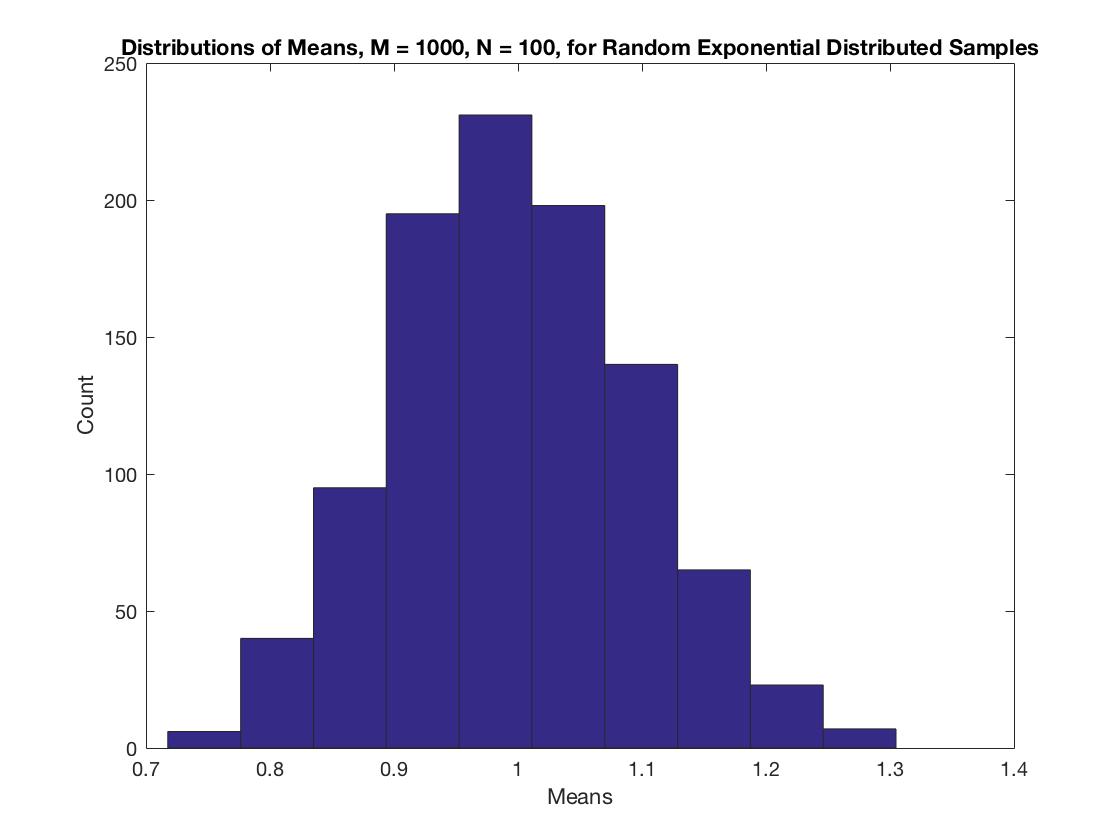 Distributions of Means, M = 1000, N = 100, for Random Exponential Distributed Samples
250
200
150
100
50
0
Count
0.7 0.8 0.9 1 1.1 1.2 1.3 1.4
Means